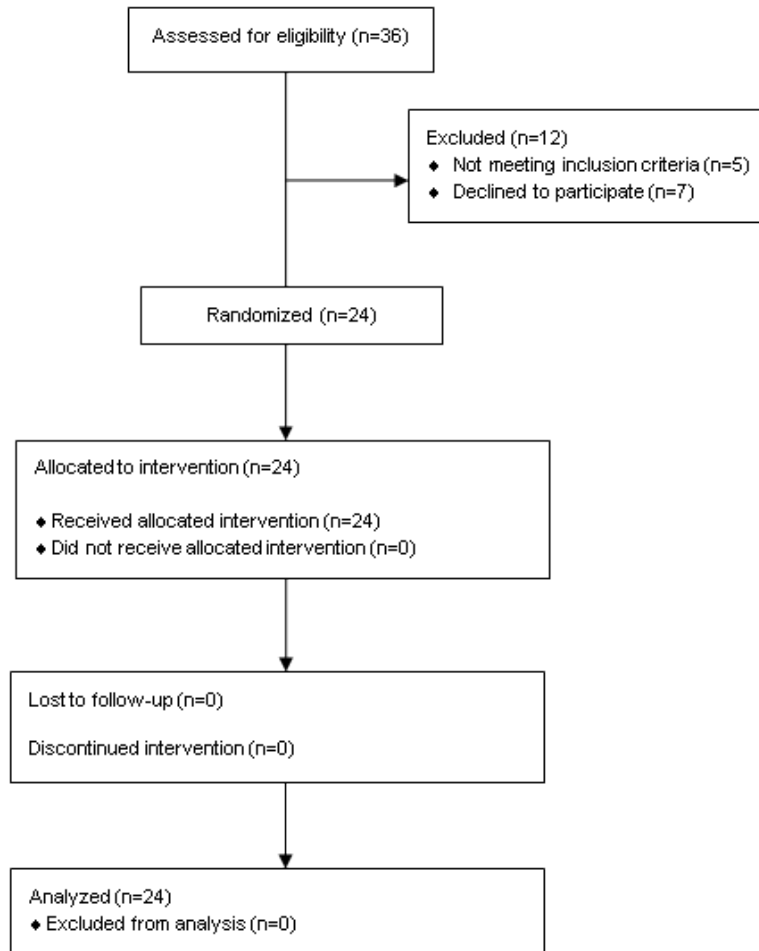 Assessed for eligibility (n=36)
Excluded (n=12)
♦ Not meeting inclusion criteria (n=5)
♦ Declined to participate (n=7)
Randomized (n=24)
Allocated to intervention (n=24)
♦ Received allocated intervention (n=24)
♦ Did not receive allocated intervention (n=0)
Lost to follow-up (n=0)
Discontinued intervention (n=0)
Analyzed (n=24)
♦ Excluded from analysis (n=0)